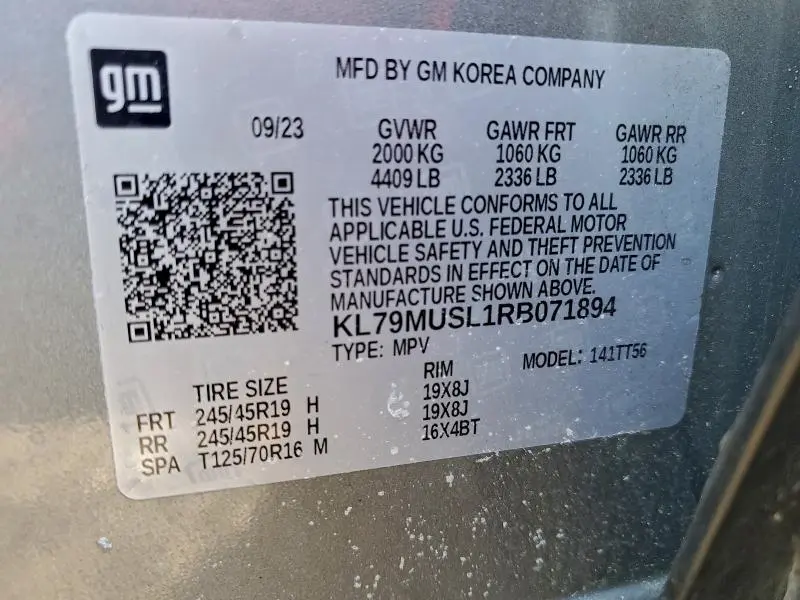 gm
MFD BY GM KOREA COMPANY
09/23 GVWR GAWR FRT GAWR RR
2000 KG 1060 KG 1060 KG
4409 LB 2336 LB 2336 LB
THIS VEHICLE CONFORMS TO ALL
APPLICABLE U.S. FEDERAL MOTOR
VEHICLE SAFETY AND THEFT PREVENTION
STANDARDS IN EFFECT ON THE DATE OF
MANUFACTURE SHOWN ABOVE.
KL79MUSL1RB071894
TYPE: MPV MODEL: 141TT56
TIRE SIZE RIM
FRT 245/45R19 H 19X8J
RR 245/45R19 H 19X8J
SPA T125/70R16 M 16X4BT